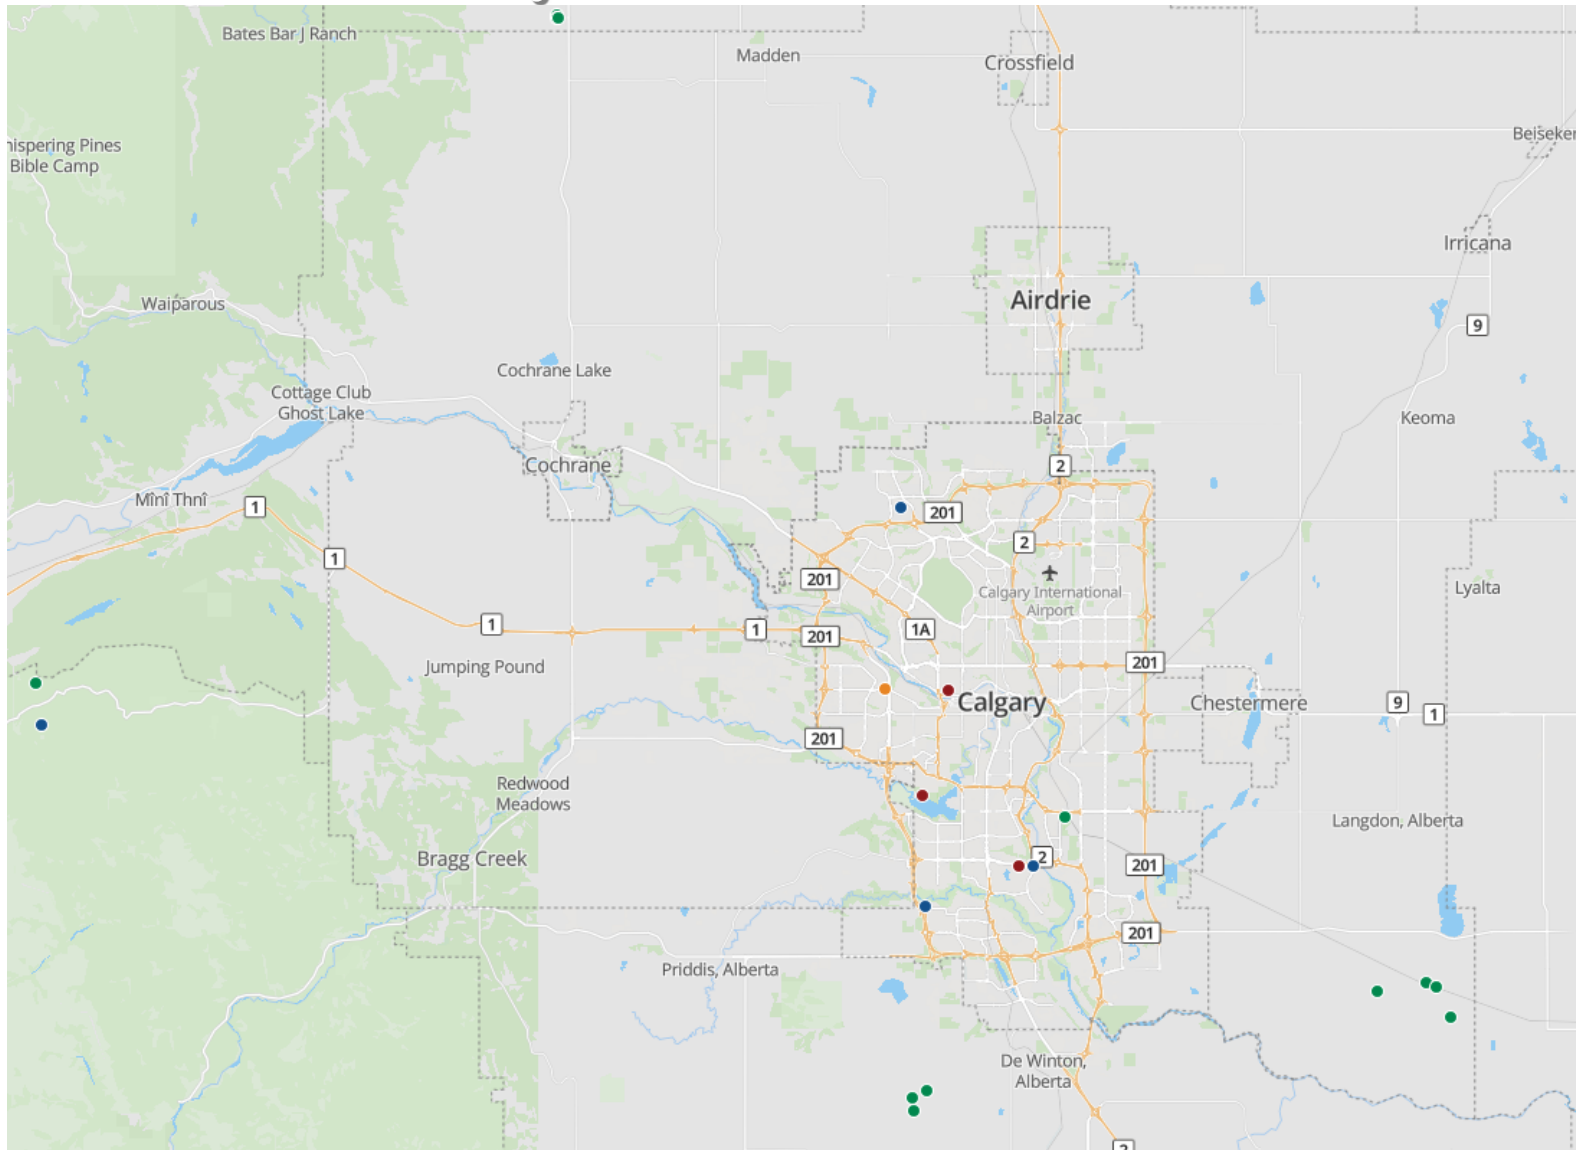 Bates Bar J Ranch
Madden
Crossfield
Beiseker
hispering Pines
Bible Camp
Irricana
Waiparous
Airdrie
9
Cochrane Lake
Cottage Club
Ghost Lake
Balzac
Keoma
Cochrane
2
Mînî Thnî
1
201
2
1
201
Calgary International
Airport
Lyalta
1
1
201
1A
Jumping Pound
201
Calgary
Chestermere
9
1
201
Redwood
Meadows
Langdon, Alberta
Bragg Creek
2
201
201
Priddis, Alberta
De Winton,
Alberta
2